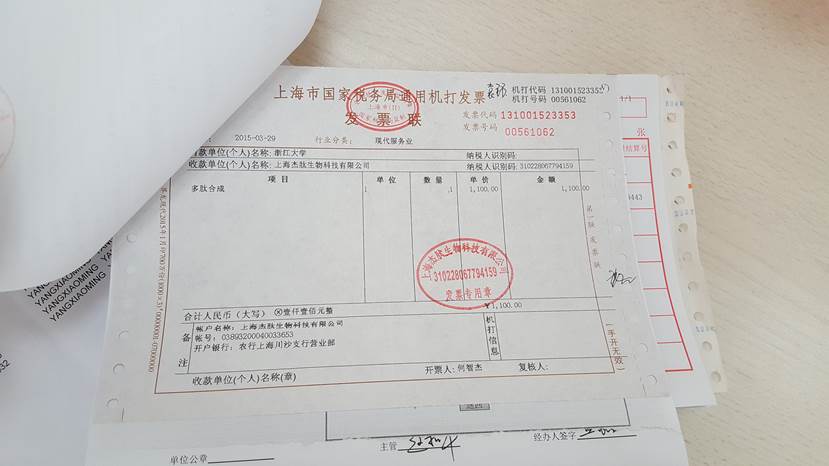 上海市国家税务局通用机打发票
发票联
机打代码 131001523353
机打号码 00561062
发票代码 131001523353
发票号码 00561062
2015-03-29 行业分类: 现代服务业
付款单位(个人)名称: 浙江大学 纳税人识别码:
收款单位(个人)名称: 上海杰肽生物科技有限公司 纳税人识别码: 310228067794159
项目 单位 数量 单价 金额
多肽合成 1 .1 1,100.00 1,100.00
上海杰肽生物科技有限公司
310228067794159
发票专用章
合计人民币（大写） ⓧ壹仟壹佰元整 ¥1,100.00
备注
帐户名称: 上海杰肽生物科技有限公司
帐号: 03893200040033653
开户银行: 农行上海川沙支行营业部
机打信息
收款单位(个人)名称(章) 开票人: 何智杰 复核人:
第一联 发票联
(手开无效)
YANGXIAOMING
YANGXIAOMING
YANGXIAOMING
张
结算号
1/1
单位公章 主管 经办人签字